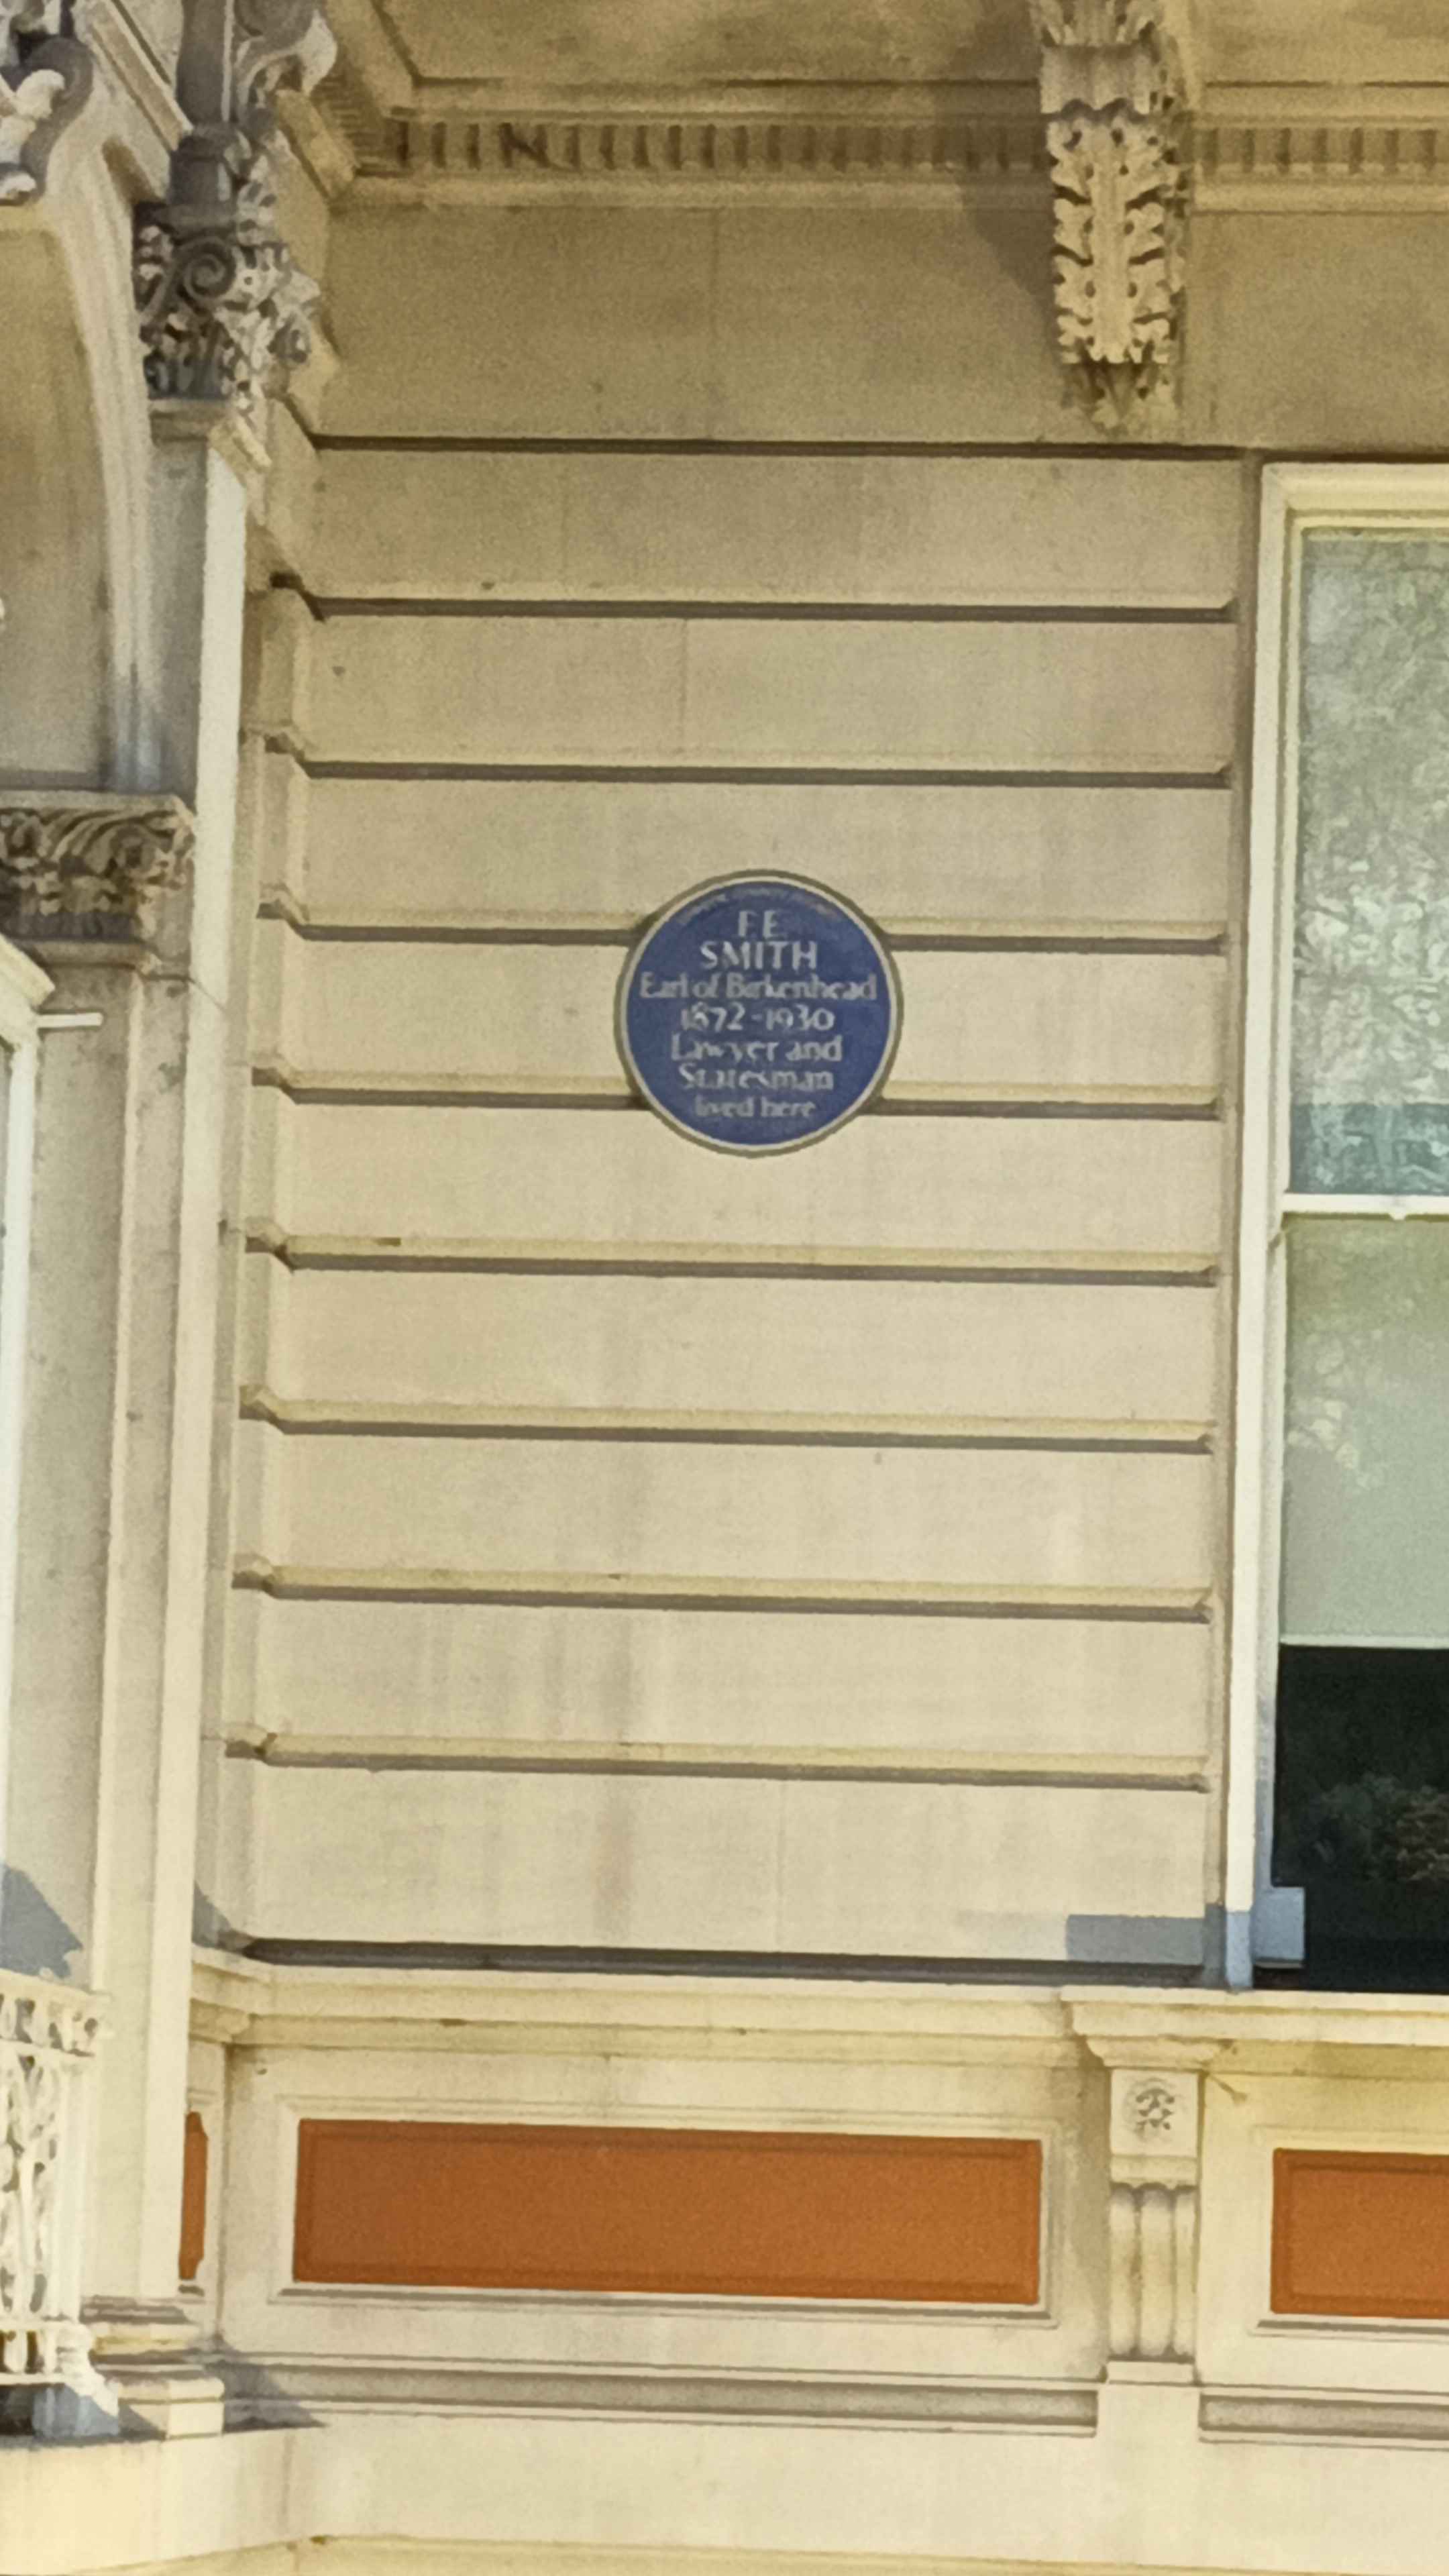 F. E.
SMITH
Earl of Birkenhead
1872-1930
Lawyer and
Statesman
lived here